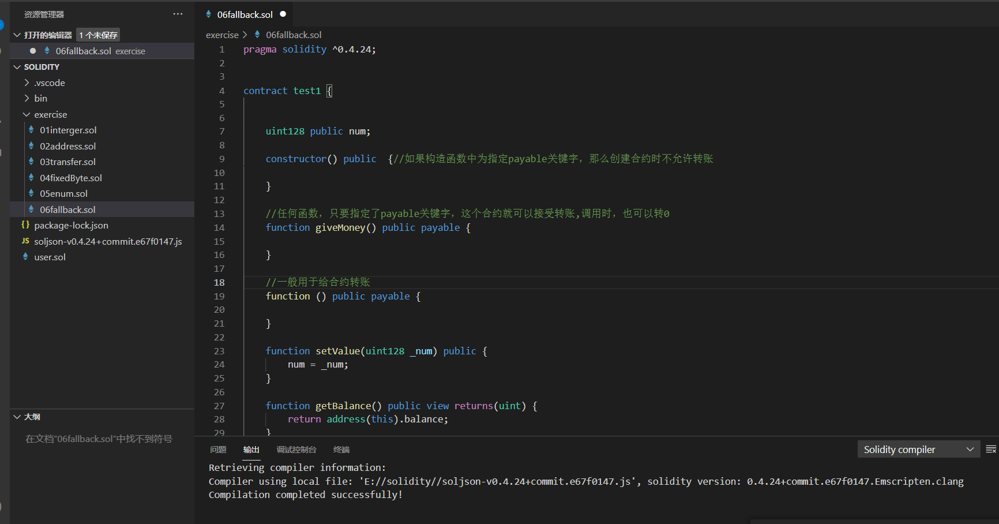 资源管理器
打开的编辑器 1 个未保存
06fallback.sol exercise
SOLIDITY
.vscode
bin
exercise
01interger.sol
02address.sol
03transfer.sol
04fixedByte.sol
05enum.sol
06fallback.sol
{} package-lock.json
JS soljson-v0.4.24+commit.e67f0147.js
user.sol
大纲
在文档"06fallback.sol"中找不到符号
06fallback.sol
exercise > 06fallback.sol
1 pragma solidity ^0.4.24;
2
3
4 contract test1 {
5
6
7 uint128 public num;
8
9 constructor() public  {//如果构造函数中为指定payable关键字，那么创建合约时不允许转账
10
11 }
12
13 //任何函数，只要指定了payable关键字，这个合约就可以接受转账,调用时，也可以转0
14 function giveMoney() public payable {
15
16 }
17
18 //一般用于给合约转账
19 function () public payable {
20
21 }
22
23 function setValue(uint128 _num) public {
24 num = _num;
25 }
26
27 function getBalance() public view returns(uint) {
28 return address(this).balance;
29 }
问题 输出 调试控制台 终端
Solidity compiler
Retrieving compiler information:
Compiler using local file: 'E://solidity//soljson-v0.4.24+commit.e67f0147.js', solidity version: 0.4.24+commit.e67f0147.Emscripten.clang
Compilation completed successfully!